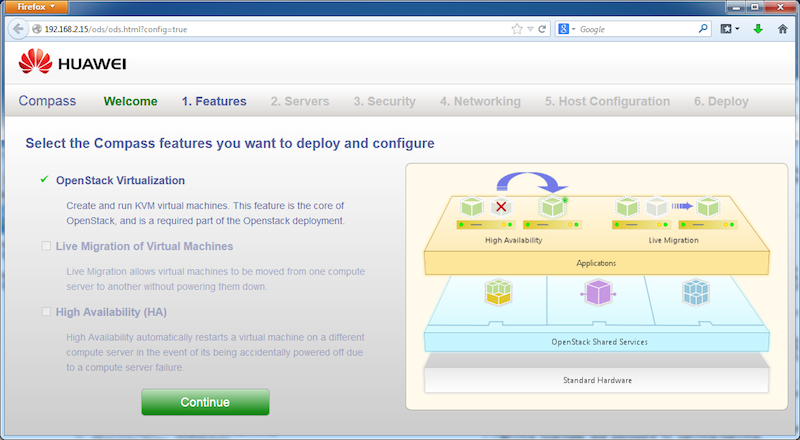 Firefox
192.168.2.15/ods/ods.html?config=true
Google
HUAWEI
Compass Welcome 1. Features 2. Servers 3. Security 4. Networking 5. Host Configuration 6. Deploy
Select the Compass features you want to deploy and configure
OpenStack Virtualization
Create and run KVM virtual machines. This feature is the core of
OpenStack, and is a required part of the Openstack deployment.
Live Migration of Virtual Machines
Live Migration allows virtual machines to be moved from one compute
server to another without powering them down.
High Availability (HA)
High Availability automatically restarts a virtual machine on a different
compute server in the event of its being accidentally powered off due
to a compute server failure.
Continue
High Availability
Live Migration
Applications
OpenStack Shared Services
Standard Hardware